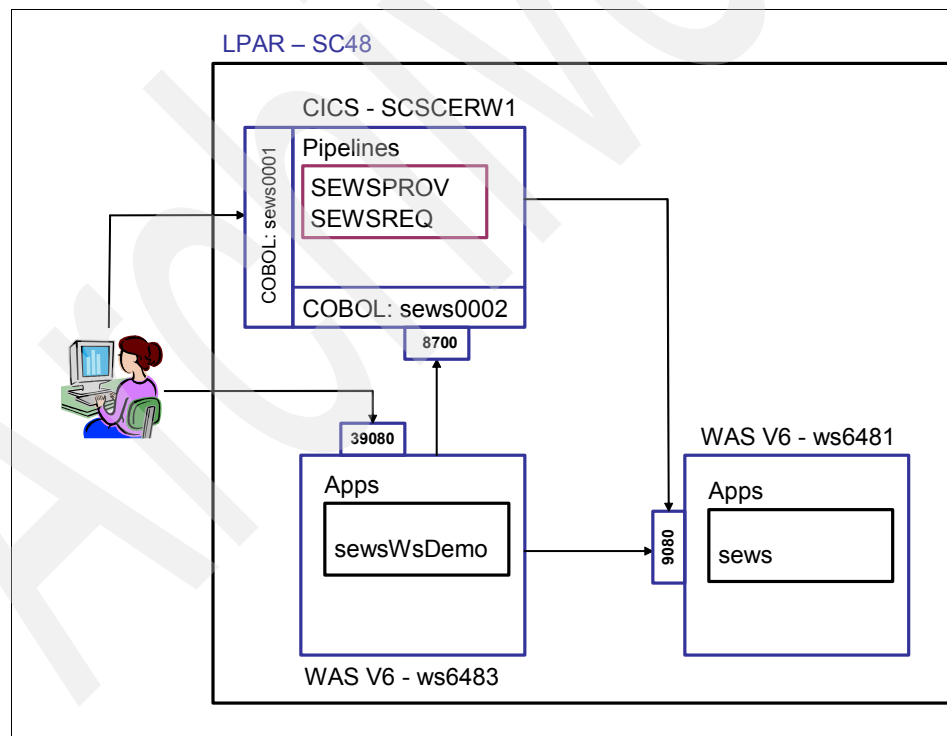 LPAR – SC48
CICS - SCSCERW1
COBOL: sews0001
Pipelines
SEWSPROV
SEWSREQ
COBOL: sews0002
8700
39080
WAS V6 - ws6481
Apps
sewsWsDemo
Apps
sews
9080
WAS V6 - ws6483